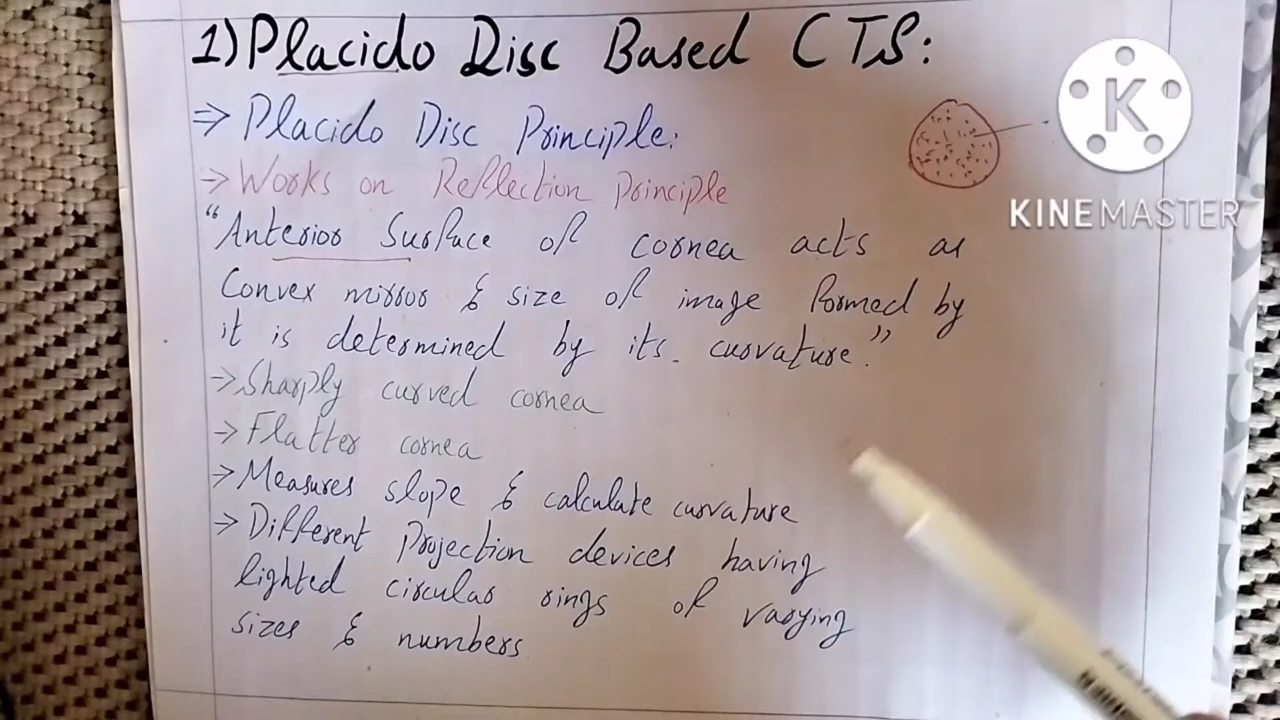 1) Placido Disc Based CTS:
⇒ Placido Disc Principle:
→ Works on Reflection Principle
"Anterior Surface of cornea acts as
Convex mirror & size of image formed by
it is determined by its curvature."
→ Sharply curved cornea
→ Flatter cornea
→ Measures slope & calculate curvature
→ Different Projection devices having
lighted circular rings of varying
sizes & numbers
K
KINEMASTER